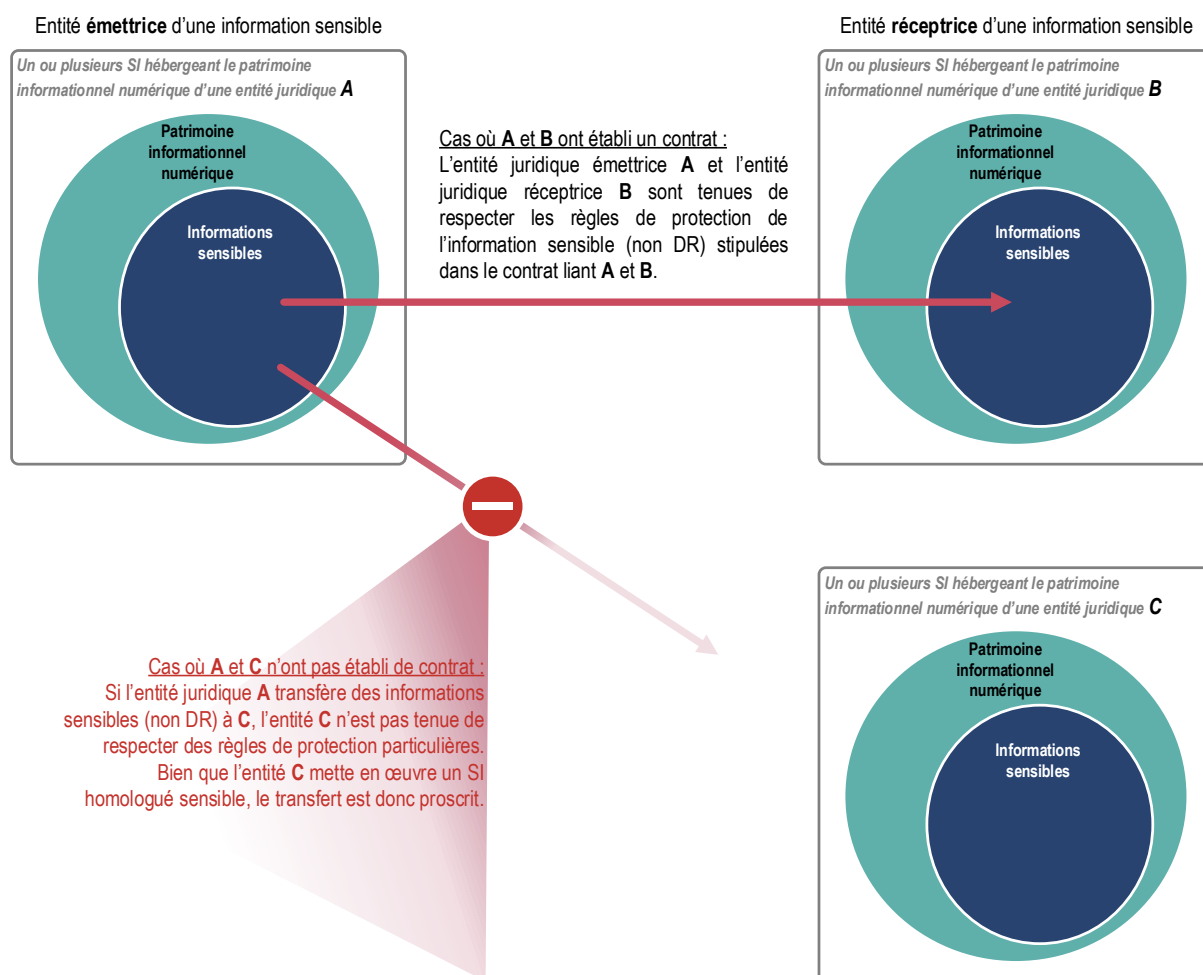 Entité émettrice d’une information sensible
Un ou plusieurs SI hébergeant le patrimoine
informationnel numérique d’une entité juridique A
Patrimoine
informationnel
numérique
Informations
sensibles
Cas où A et B ont établi un contrat :
L’entité juridique émettrice A et l’entité
juridique réceptrice B sont tenues de
respecter les règles de protection de
l’information sensible (non DR) stipulées
dans le contrat liant A et B.
Entité réceptrice d’une information sensible
Un ou plusieurs SI hébergeant le patrimoine
informationnel numérique d’une entité juridique B
Patrimoine
informationnel
numérique
Informations
sensibles
Cas où A et C n’ont pas établi de contrat :
Si l’entité juridique A transfère des informations
sensibles (non DR) à C, l’entité C n’est pas tenue de
respecter des règles de protection particulières.
Bien que l’entité C mette en œuvre un SI
homologué sensible, le transfert est donc proscrit.
Un ou plusieurs SI hébergeant le patrimoine
informationnel numérique d’une entité juridique C
Patrimoine
informationnel
numérique
Informations
sensibles